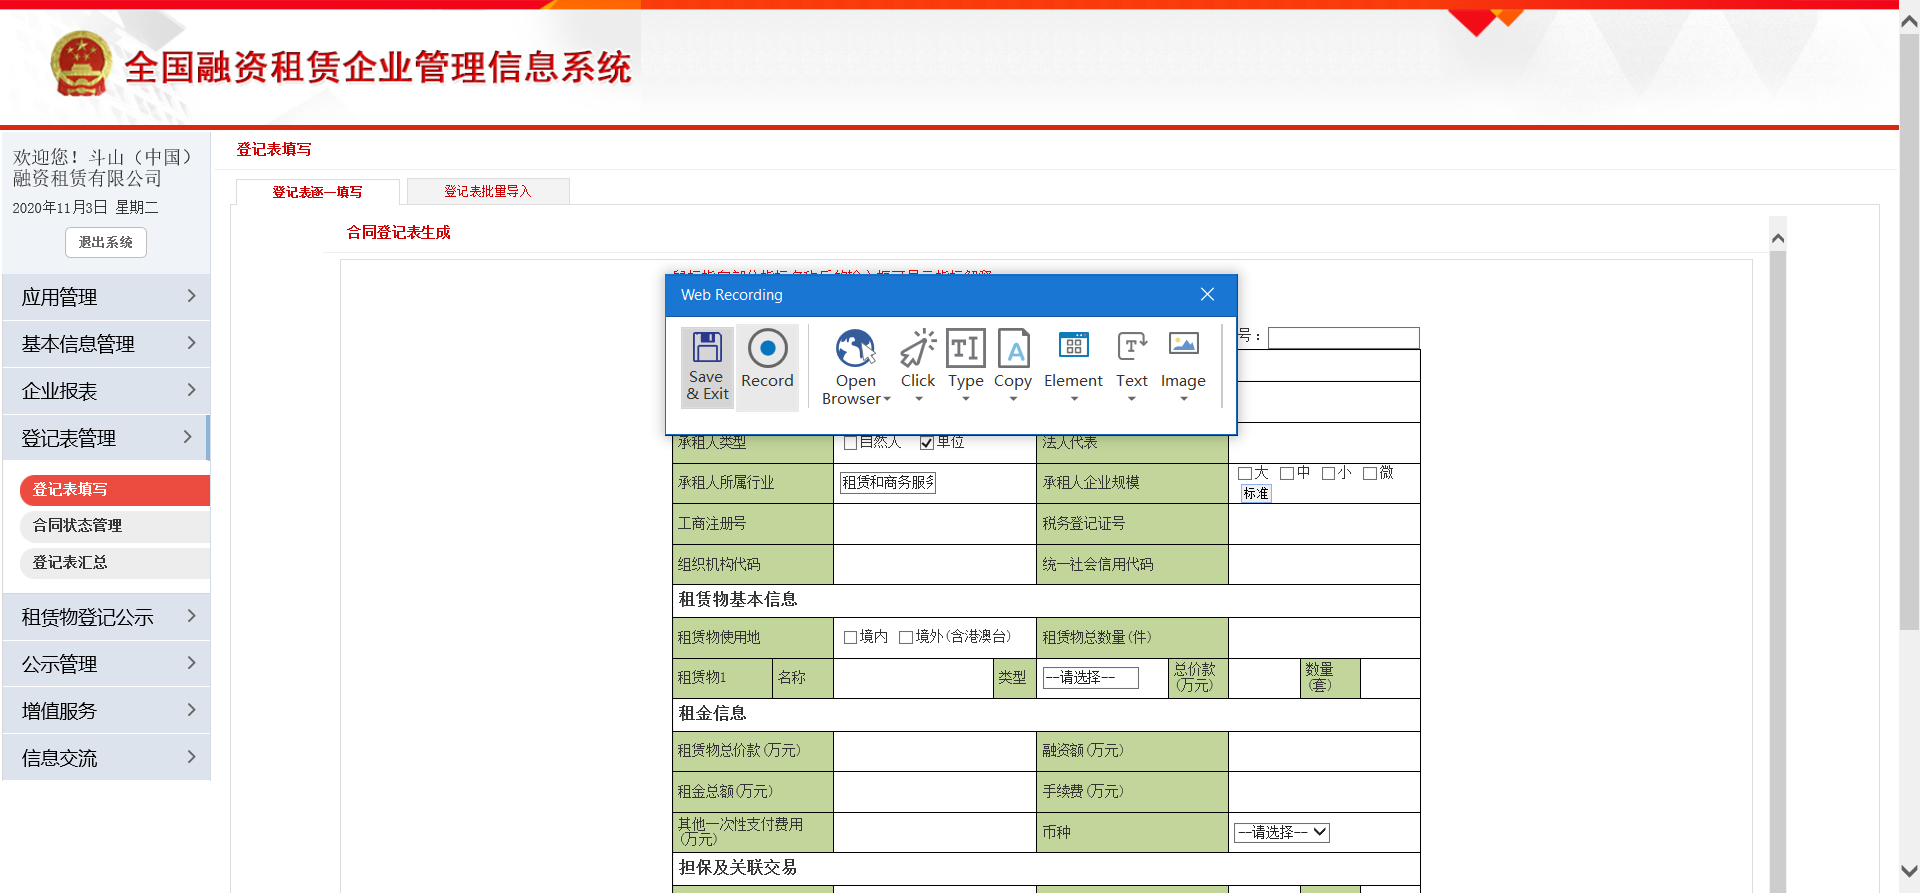 全国融资租赁企业管理信息系统
欢迎您！斗山（中国）
融资租赁有限公司
2020年11月3日 星期二
退出系统
应用管理
基本信息管理
企业报表
登记表管理
登记表填写
合同状态管理
登记表汇总
租赁物登记公示
公示管理
增值服务
信息交流
登记表填写
登记表逐一填写 登记表批量导入
合同登记表生成
Web Recording
Save & Exit
Record
Open Browser
Click
Type
Copy
Element
Text
Image
号：
承租人类型 自然人 单位 法人代表
承租人所属行业 租赁和商务服务 承租人企业规模 大 中 小 微
标准
工商注册号 税务登记证号
组织机构代码 统一社会信用代码
租赁物基本信息
租赁物使用地 境内 境外(含港澳台) 租赁物总数量(件)
租赁物1 名称 类型 --请选择-- 总价款(万元) 数量(套)
租金信息
租赁物总价款(万元) 融资额(万元)
租金总额(万元) 手续费(万元)
其他一次性支付费用(万元) 币种 --请选择--
担保及关联交易